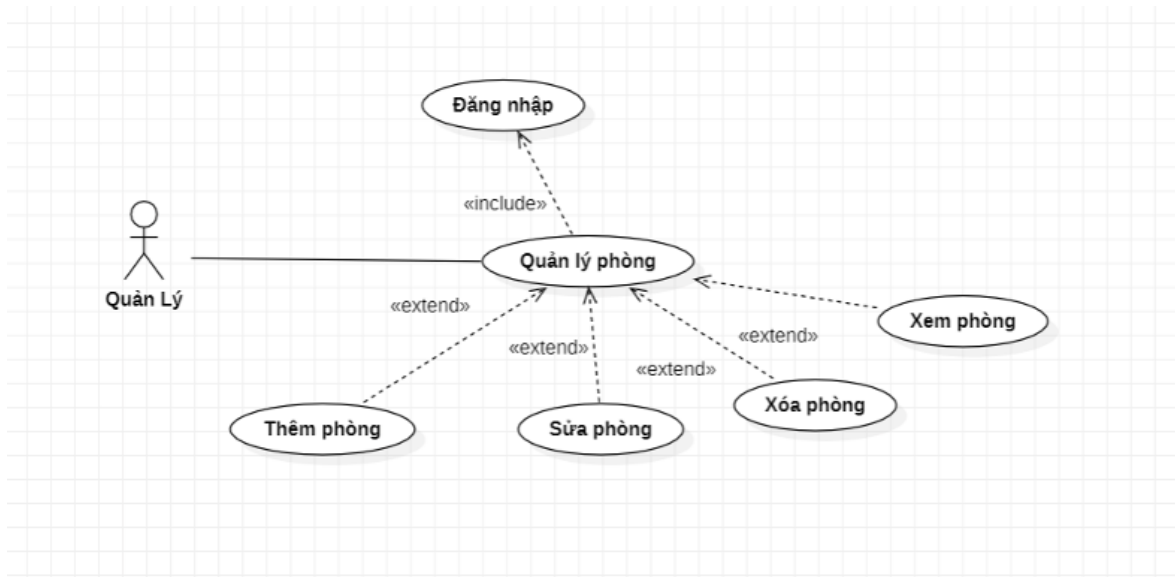 Đăng nhập
«include»
Quản lý phòng
Quản Lý
«extend»
Xem phòng
«extend»
«extend»
«extend»
Xóa phòng
Thêm phòng
Sửa phòng